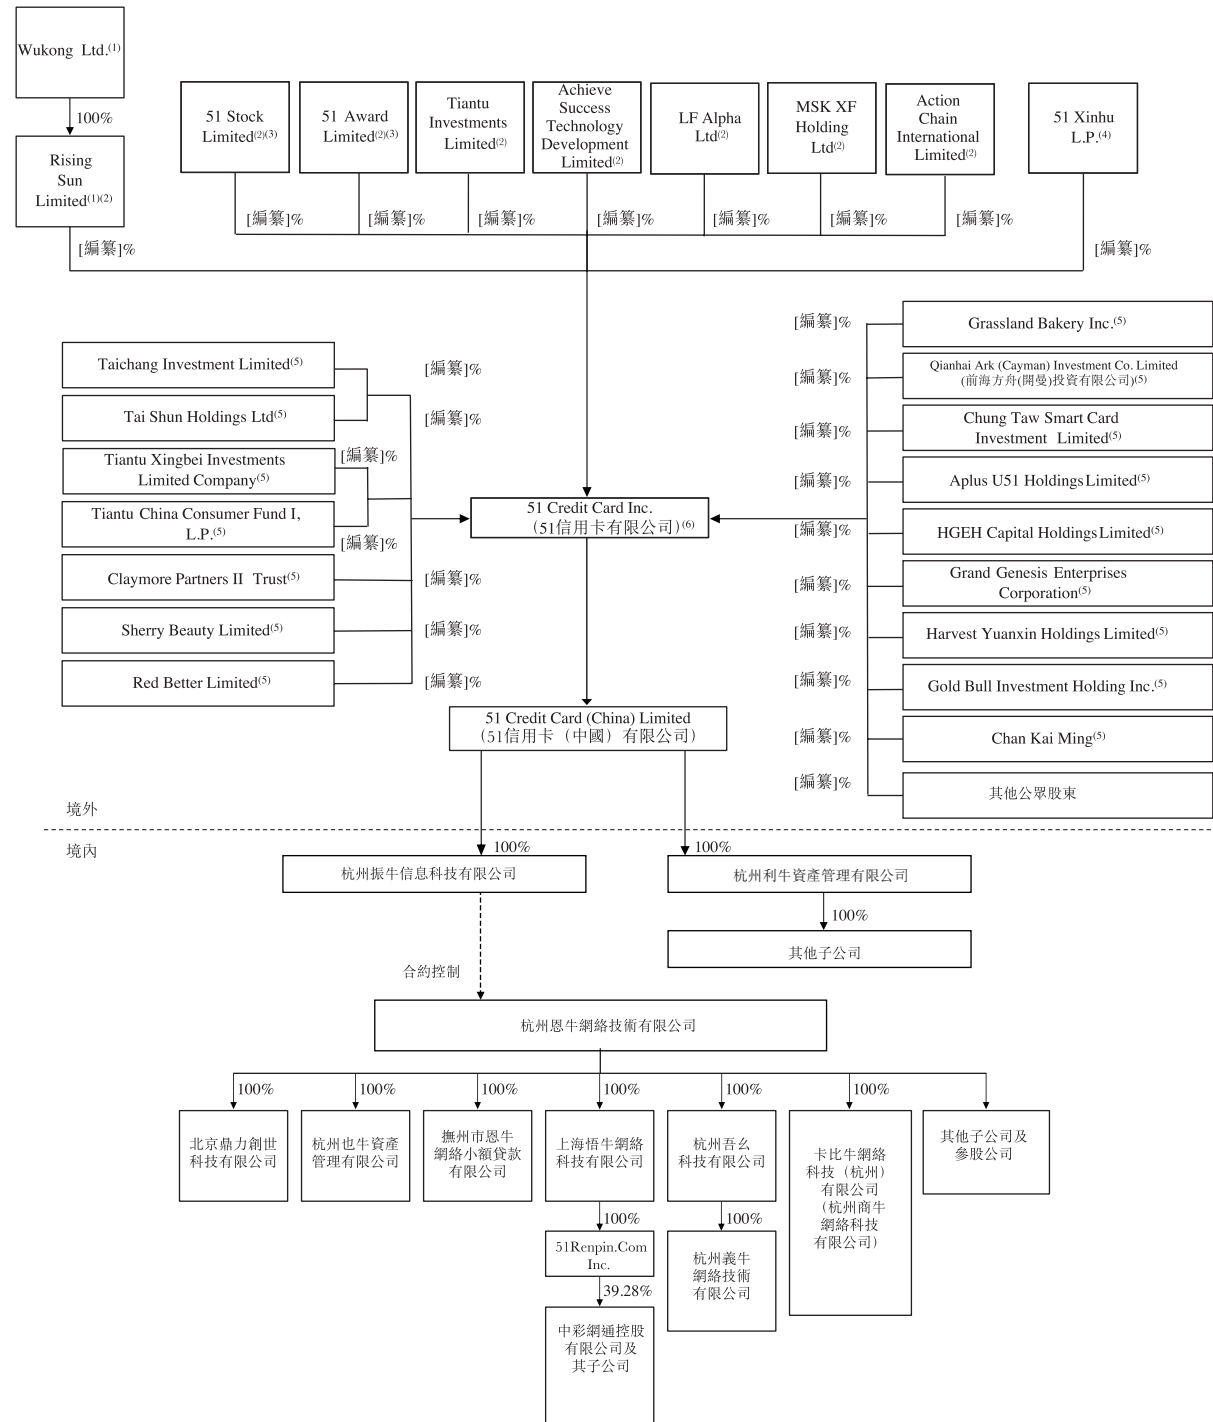 Wukong Ltd.(1)
100%
Rising
Sun
Limited(1)(2)
[編纂]%
51 Stock
Limited(2)(3)
51 Award
Limited(2)(3)
Tiantu
Investments
Limited(2)
Achieve
Success
Technology
Development
Limited(2)
LF Alpha
Ltd(2)
MSK XF
Holding
Ltd(2)
Action
Chain
International
Limited(2)
51 Xinhu
L.P.(4)
[編纂]%
[編纂]%
[編纂]%
[編纂]%
[編纂]%
[編纂]%
[編纂]%
[編纂]%
Taichang Investment Limited(5)
[編纂]%
Tai Shun Holdings Ltd(5)
[編纂]%
Tiantu Xingbei Investments
Limited Company(5)
[編纂]%
Tiantu China Consumer Fund I,
L.P.(5)
[編纂]%
Claymore Partners II Trust(5)
[編纂]%
Sherry Beauty Limited(5)
[編纂]%
Red Better Limited(5)
[編纂]%
51 Credit Card Inc.
(51信用卡有限公司)(6)
[編纂]%
Grassland Bakery Inc.(5)
[編纂]%
Qianhai Ark (Cayman) Investment Co. Limited
(前海方舟(開曼)投資有限公司)(5)
[編纂]%
Chung Taw Smart Card
Investment Limited(5)
[編纂]%
Aplus U51 Holdings Limited(5)
[編纂]%
HGEH Capital Holdings Limited(5)
[編纂]%
Grand Genesis Enterprises
Corporation(5)
[編纂]%
Harvest Yuanxin Holdings Limited(5)
[編纂]%
Gold Bull Investment Holding Inc.(5)
[編纂]%
Chan Kai Ming(5)
[編纂]%
其他公眾股東
51 Credit Card (China) Limited
(51信用卡（中國）有限公司)
境外
境內
100%
100%
杭州振牛信息科技有限公司
杭州利牛資產管理有限公司
100%
其他子公司
合約控制
杭州恩牛網絡技術有限公司
100%
100%
100%
100%
100%
100%
北京鼎力創世
科技有限公司
杭州也牛資產
管理有限公司
撫州市恩牛
網絡小額貸款
有限公司
上海悟牛網絡
科技有限公司
杭州吾幺
科技有限公司
卡比牛網絡
科技（杭州）
有限公司
（杭州商牛
網絡科技
有限公司）
其他子公司及
參股公司
100%
100%
51Renpin.Com
Inc.
杭州義牛
網絡技術
有限公司
39.28%
中彩網通控股
有限公司及
其子公司